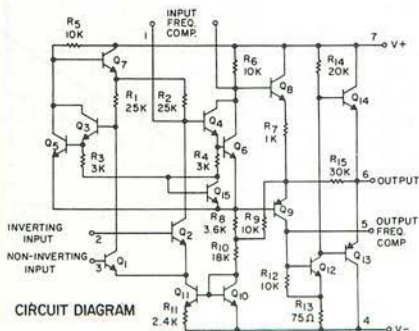 R5
10K
INPUT
FREQ.
COMP.
1
7
V+
Q7
R6
10K
R14
20K
Q8
Q14
R1
25K
R2
25K
Q3
Q4
Q5
Q6
R7
1K
R3
3K
R4
3K
R15
30K
6
OUTPUT
Q15
Q9
R8
3.6K
R9
10K
5
OUTPUT
FREQ.
COMP.
INVERTING
INPUT
2
Q2
R10
18K
NON-INVERTING
INPUT
3
Q1
R12
10K
Q12
Q13
Q11
Q10
R11
2.4K
R13
75Ω
4
V-
CIRCUIT DIAGRAM